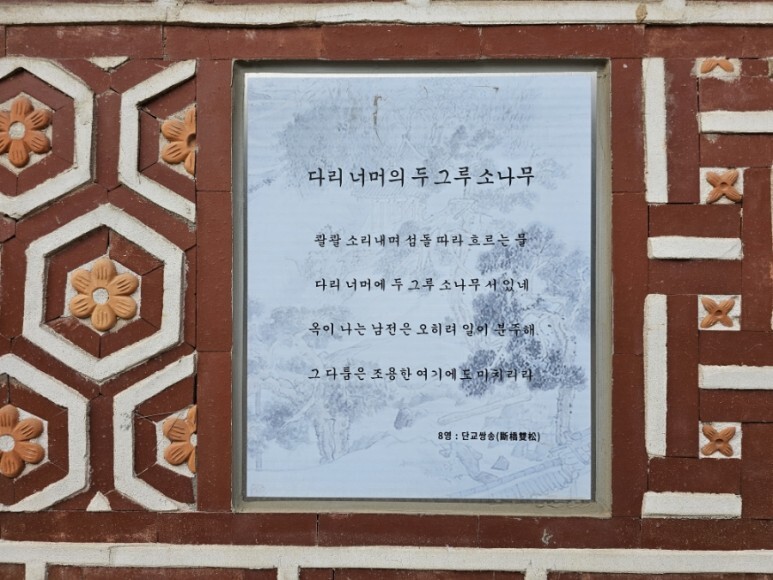 다리 너머의 두 그루 소나무
콸콸 소리내며 섬돌 따라 흐르는 물
다리 너머에 두 그루 소나무 서 있네
옥이 나는 남전은 오히려 일이 분주해
그 다툼은 조용한 여기에도 미치리라
8영 : 단교쌍송(斷橋雙松)